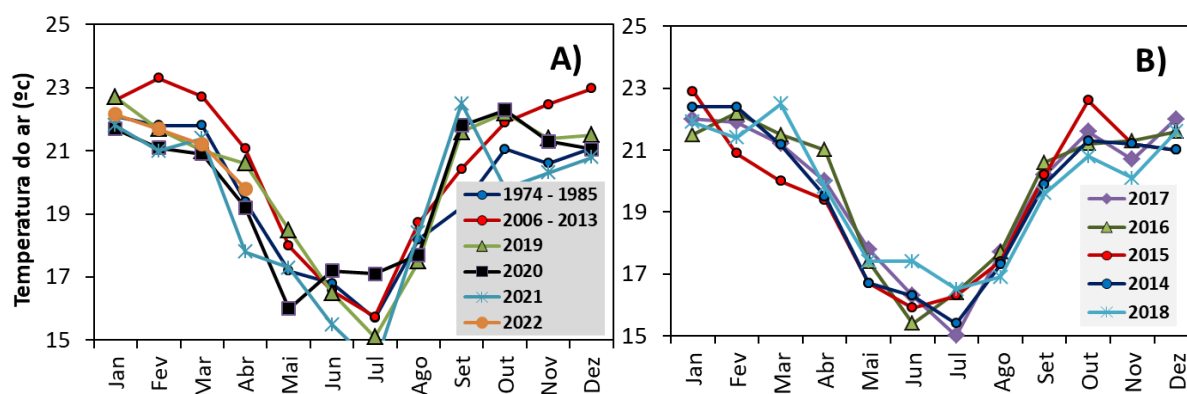 Temperatura do ar (ºc)
25
23
21
19
17
15
A)
1974 - 1985
2006 - 2013
2019
2020
2021
2022
Jan
Fev
Mar
Abr
Mai
Jun
Jul
Ago
Set
Out
Nov
Dez
25
23
21
19
17
15
B)
2017
2016
2015
2014
2018
Jan
Fev
Mar
Abr
Mai
Jun
Jul
Ago
Set
Out
Nov
Dez